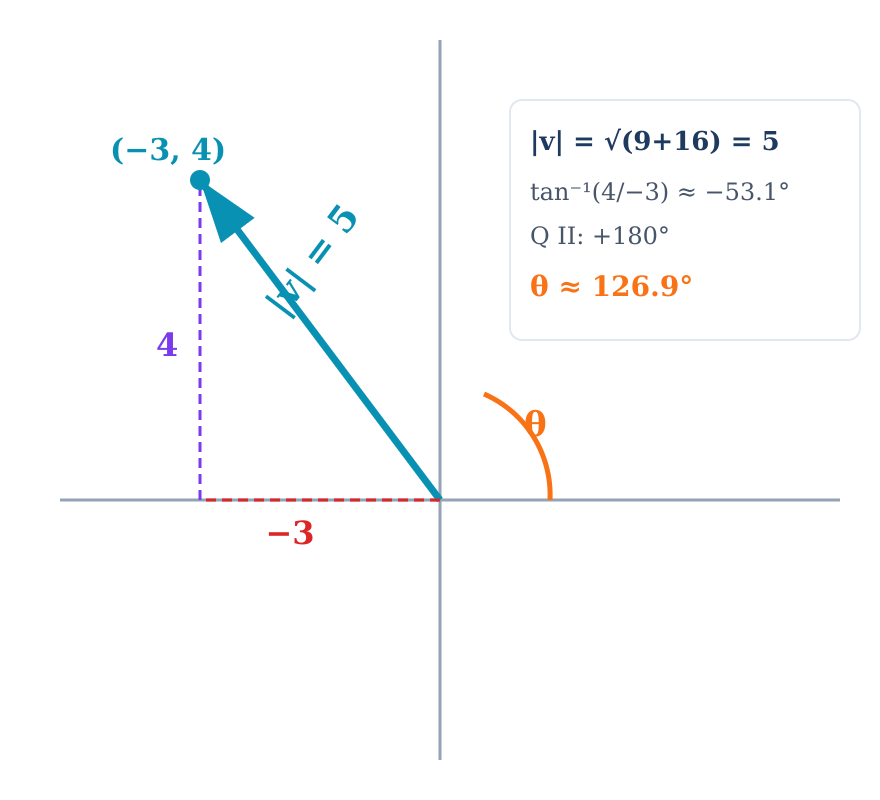 (−3, 4)
|v| = 5
4
−3
θ
|v| = √(9+16) = 5
tan⁻¹(4/−3) ≈ −53.1°
Q II: +180°
θ ≈ 126.9°